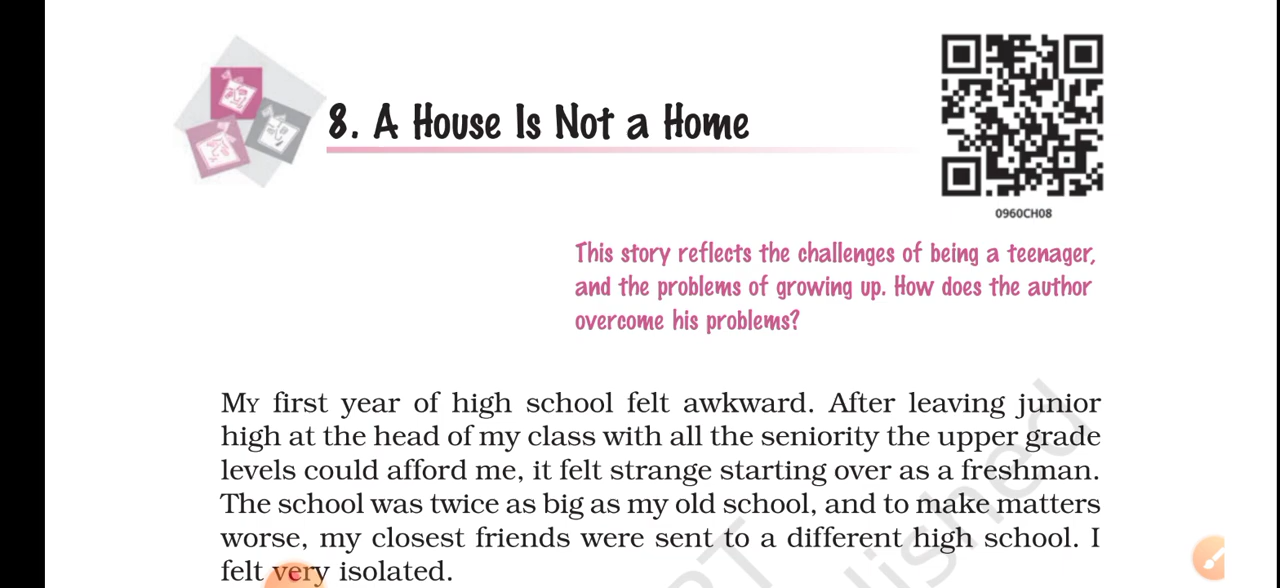 8. A House Is Not a Home
0960CH08
This story reflects the challenges of being a teenager,
and the problems of growing up. How does the author
overcome his problems?
MY first year of high school felt awkward. After leaving junior
high at the head of my class with all the seniority the upper grade
levels could afford me, it felt strange starting over as a freshman.
The school was twice as big as my old school, and to make matters
worse, my closest friends were sent to a different high school. I
felt very isolated.